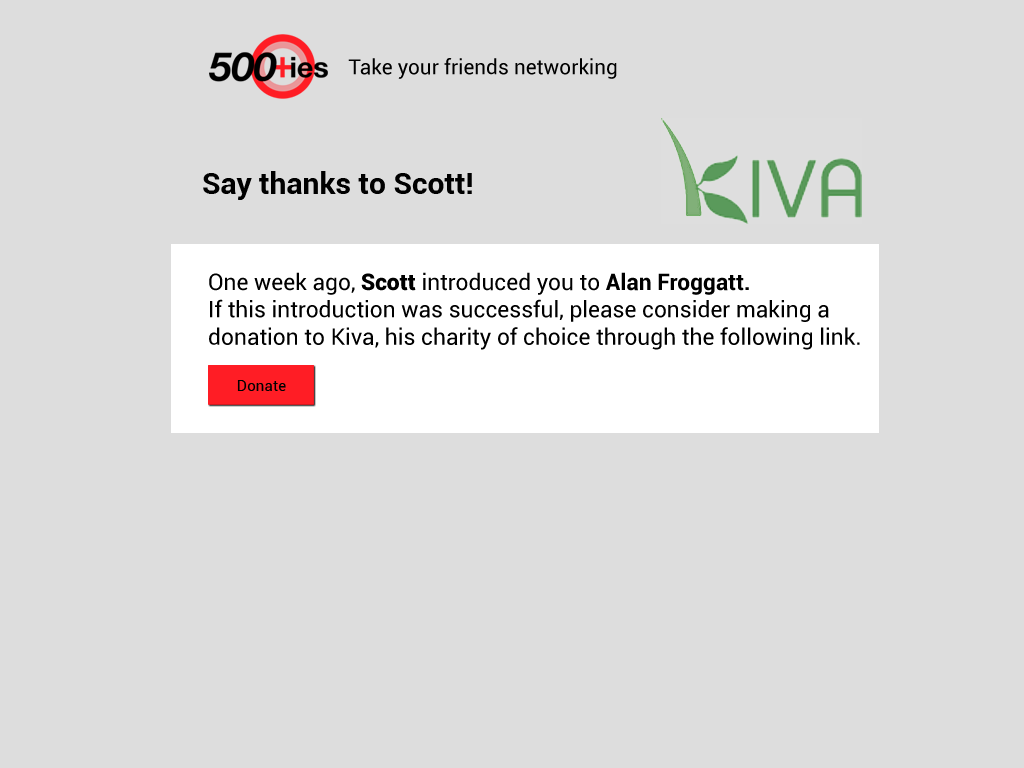 500+ies Take your friends networking
KIVA
Say thanks to Scott!
One week ago, Scott introduced you to Alan Froggatt.
If this introduction was successful, please consider making a
donation to Kiva, his charity of choice through the following link.
Donate